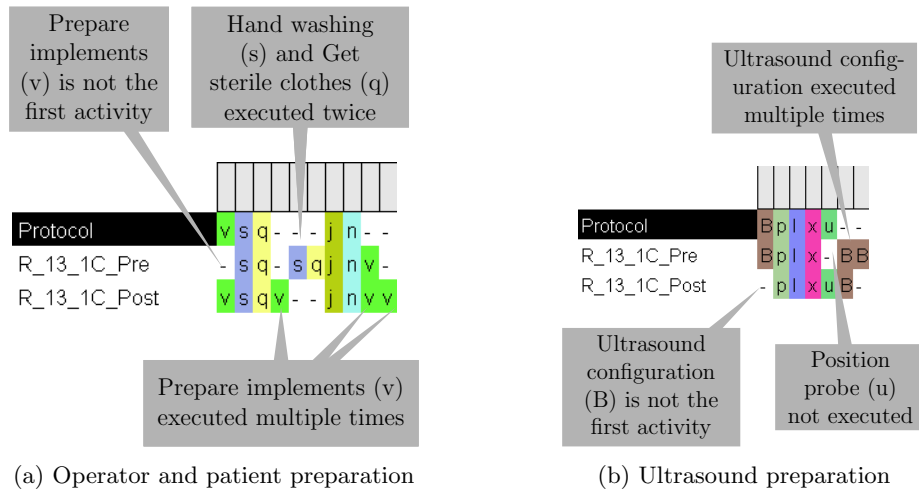 Prepare
implements
(v) is not the
first activity
Hand washing
(s) and Get
sterile clothes (q)
executed twice
Protocol v s q - - - j n - -
R_13_1C_Pre - s q - s q j n v -
R_13_1C_Post v s q v - - j n v v
Prepare implements (v)
executed multiple times
(a) Operator and patient preparation
Ultrasound config-
uration executed
multiple times
Protocol B p l x u - -
R_13_1C_Pre B p l x - B B
R_13_1C_Post - p l x u B -
Ultrasound
configuration
(B) is not the
first activity
Position
probe (u)
not executed
(b) Ultrasound preparation